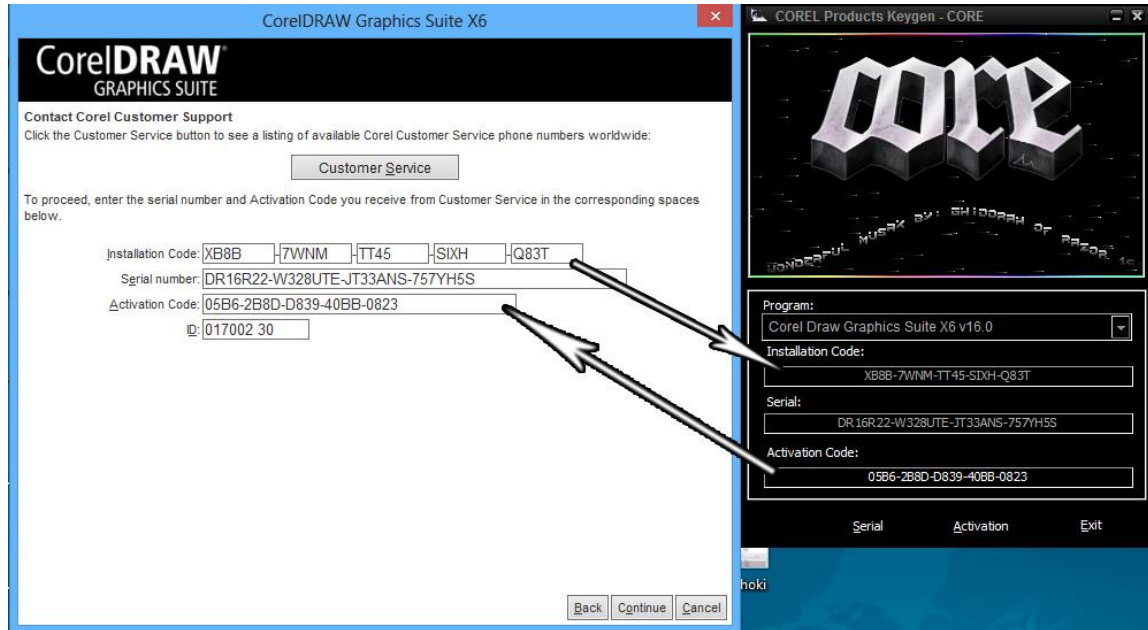 CorelDRAW Graphics Suite X6
CorelDRAW
GRAPHICS SUITE
Contact Corel Customer Support
Click the Customer Service button to see a listing of available Corel Customer Service phone numbers worldwide:
Customer Service
To proceed, enter the serial number and Activation Code you receive from Customer Service in the corresponding spaces
below.
Installation Code: XB8B -7WNM -TT45 -SIXH -Q83T
Serial number: DR16R22-W328UTE-JT33ANS-757YH5S
Activation Code: 05B6-2B8D-D839-40BB-0823
ID: 017002 30
Back Continue Cancel
COREL Products Keygen - CORE
core
WONDERFUL MUSAX BY: GHIDORAH OF RAZOR 19
Program:
Corel Draw Graphics Suite X6 v16.0
Installation Code:
XB8B-7WNM-TT45-SIXH-Q83T
Serial:
DR16R22-W328UTE-JT33ANS-757YH5S
Activation Code:
05B6-2B8D-D839-40BB-0823
Serial Activation Exit
hoki